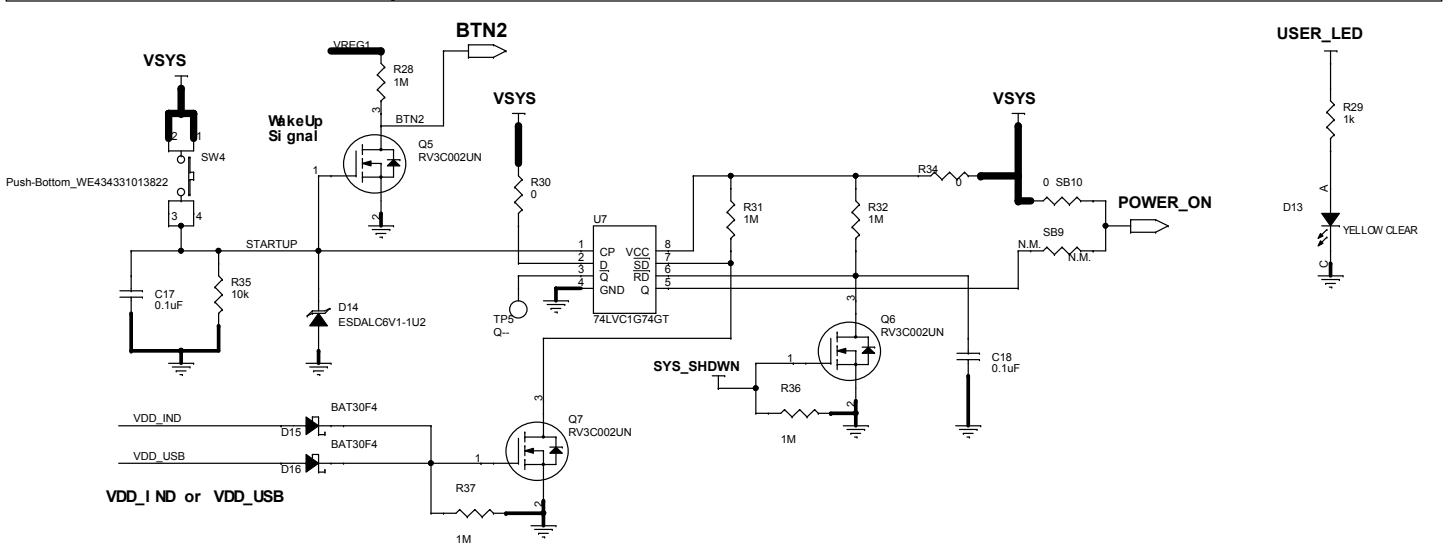 BTN2
VREG1
R28
1M
3
BTN2
WakeUp
Signal
1
Q5
RV3C002UN
2
VSYS
2 1
SW4
Push-Bottom_WE434331013822
3 4
STARTUP
C17
0.1uF
R35
10k
D14
ESDALC6V1-1U2
VSYS
R30
0
U7
1 CP VCC 8
2 D SD 7
3 Q RD 6
4 GND Q 5
74LVC1G74GT
TP5
Q--
R31
1M
R32
1M
R34
0
VSYS
0 SB10
SB9
N.M.
N.M.
POWER_ON
3
Q6
RV3C002UN
1
2
SYS_SHDWN
R36
1M
C18
0.1uF
USER_LED
R29
1k
A
D13
YELLOW CLEAR
C
VDD_IND
D15
BAT30F4
VDD_USB
D16
BAT30F4
VDD_IND or VDD_USB
3
Q7
RV3C002UN
1
2
R37
1M